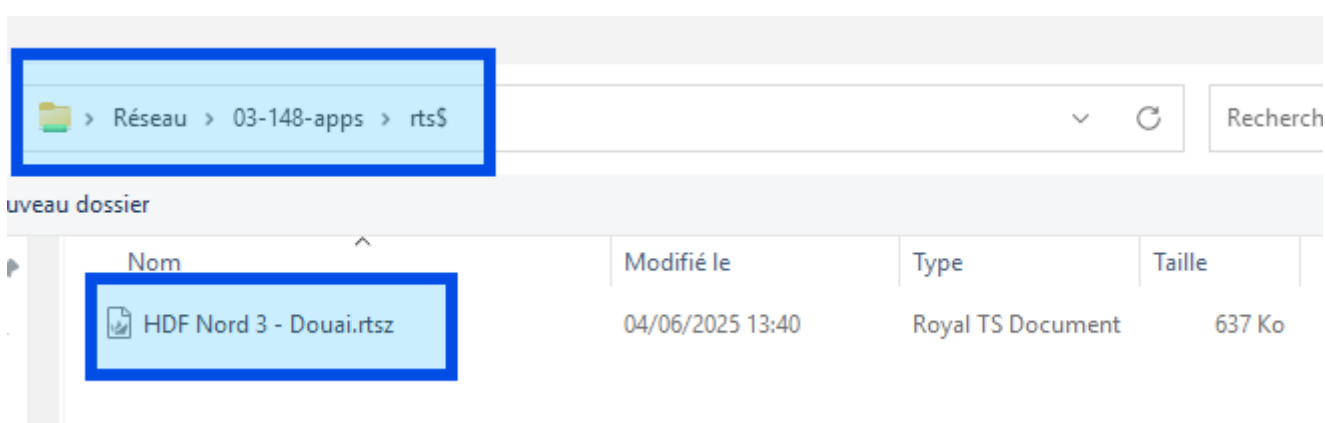 Réseau > 03-148-apps > rts$
Recherch
uveau dossier
Nom Modifié le Type Taille
HDF Nord 3 - Douai.rtsz 04/06/2025 13:40 Royal TS Document 637 Ko